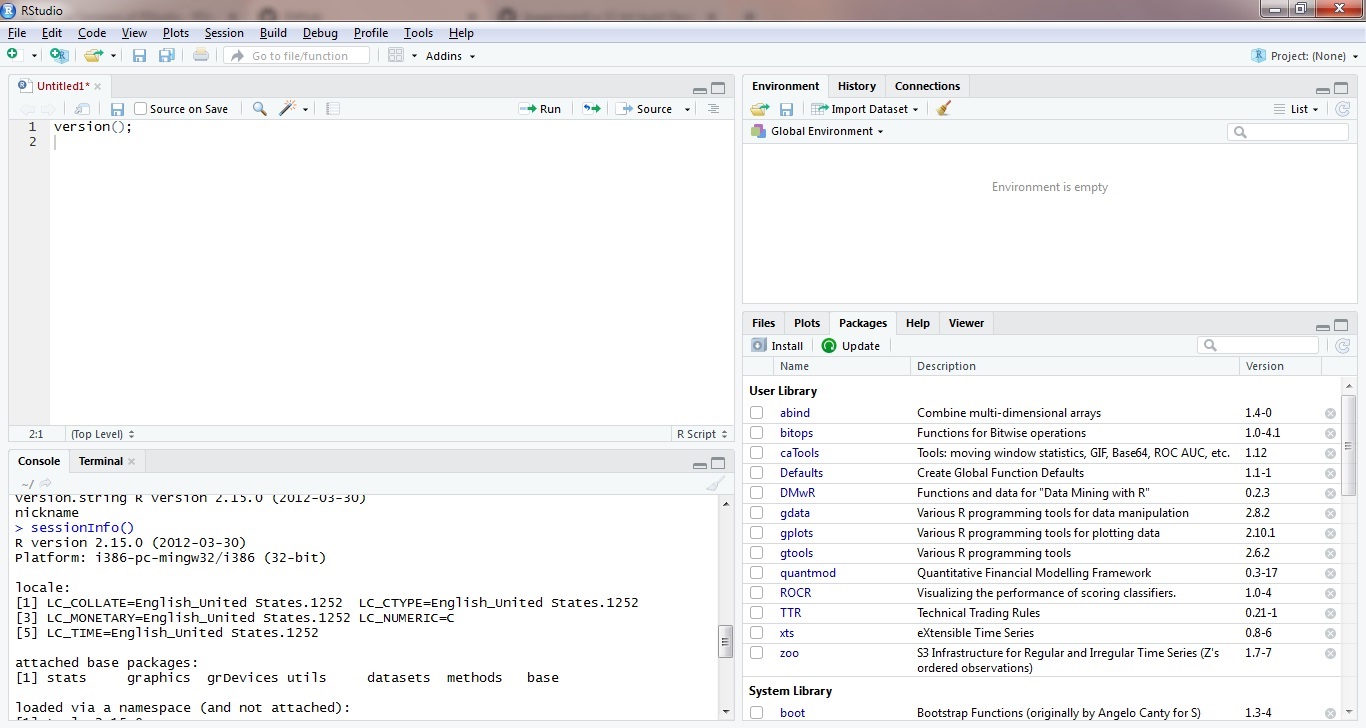 RStudio
File Edit Code View Plots Session Build Debug Profile Tools Help
Go to file/function Addins Project: (None)
Untitled1*
Source on Save Run Source
1 version();
2
2:1 (Top Level) R Script
Console Terminal
~/
version.string R version 2.15.0 (2012-03-30)
nickname
> sessionInfo()
R version 2.15.0 (2012-03-30)
Platform: i386-pc-mingw32/i386 (32-bit)
locale:
[1] LC_COLLATE=English_United States.1252 LC_CTYPE=English_United States.1252
[3] LC_MONETARY=English_United States.1252 LC_NUMERIC=C
[5] LC_TIME=English_United States.1252
attached base packages:
[1] stats graphics grDevices utils datasets methods base
loaded via a namespace (and not attached):
Environment History Connections
Import Dataset List
Global Environment
Environment is empty
Files Plots Packages Help Viewer
Install Update
Name Description Version
User Library
abind Combine multi-dimensional arrays 1.4-0
bitops Functions for Bitwise operations 1.0-4.1
caTools Tools: moving window statistics, GIF, Base64, ROC AUC, etc. 1.12
Defaults Create Global Function Defaults 1.1-1
DMwR Functions and data for "Data Mining with R" 0.2.3
gdata Various R programming tools for data manipulation 2.8.2
gplots Various R programming tools for plotting data 2.10.1
gtools Various R programming tools 2.6.2
quantmod Quantitative Financial Modelling Framework 0.3-17
ROCR Visualizing the performance of scoring classifiers. 1.0-4
TTR Technical Trading Rules 0.21-1
xts eXtensible Time Series 0.8-6
zoo S3 Infrastructure for Regular and Irregular Time Series (Z's 1.7-7
ordered observations)
System Library
boot Bootstrap Functions (originally by Angelo Canty for S) 1.3-4